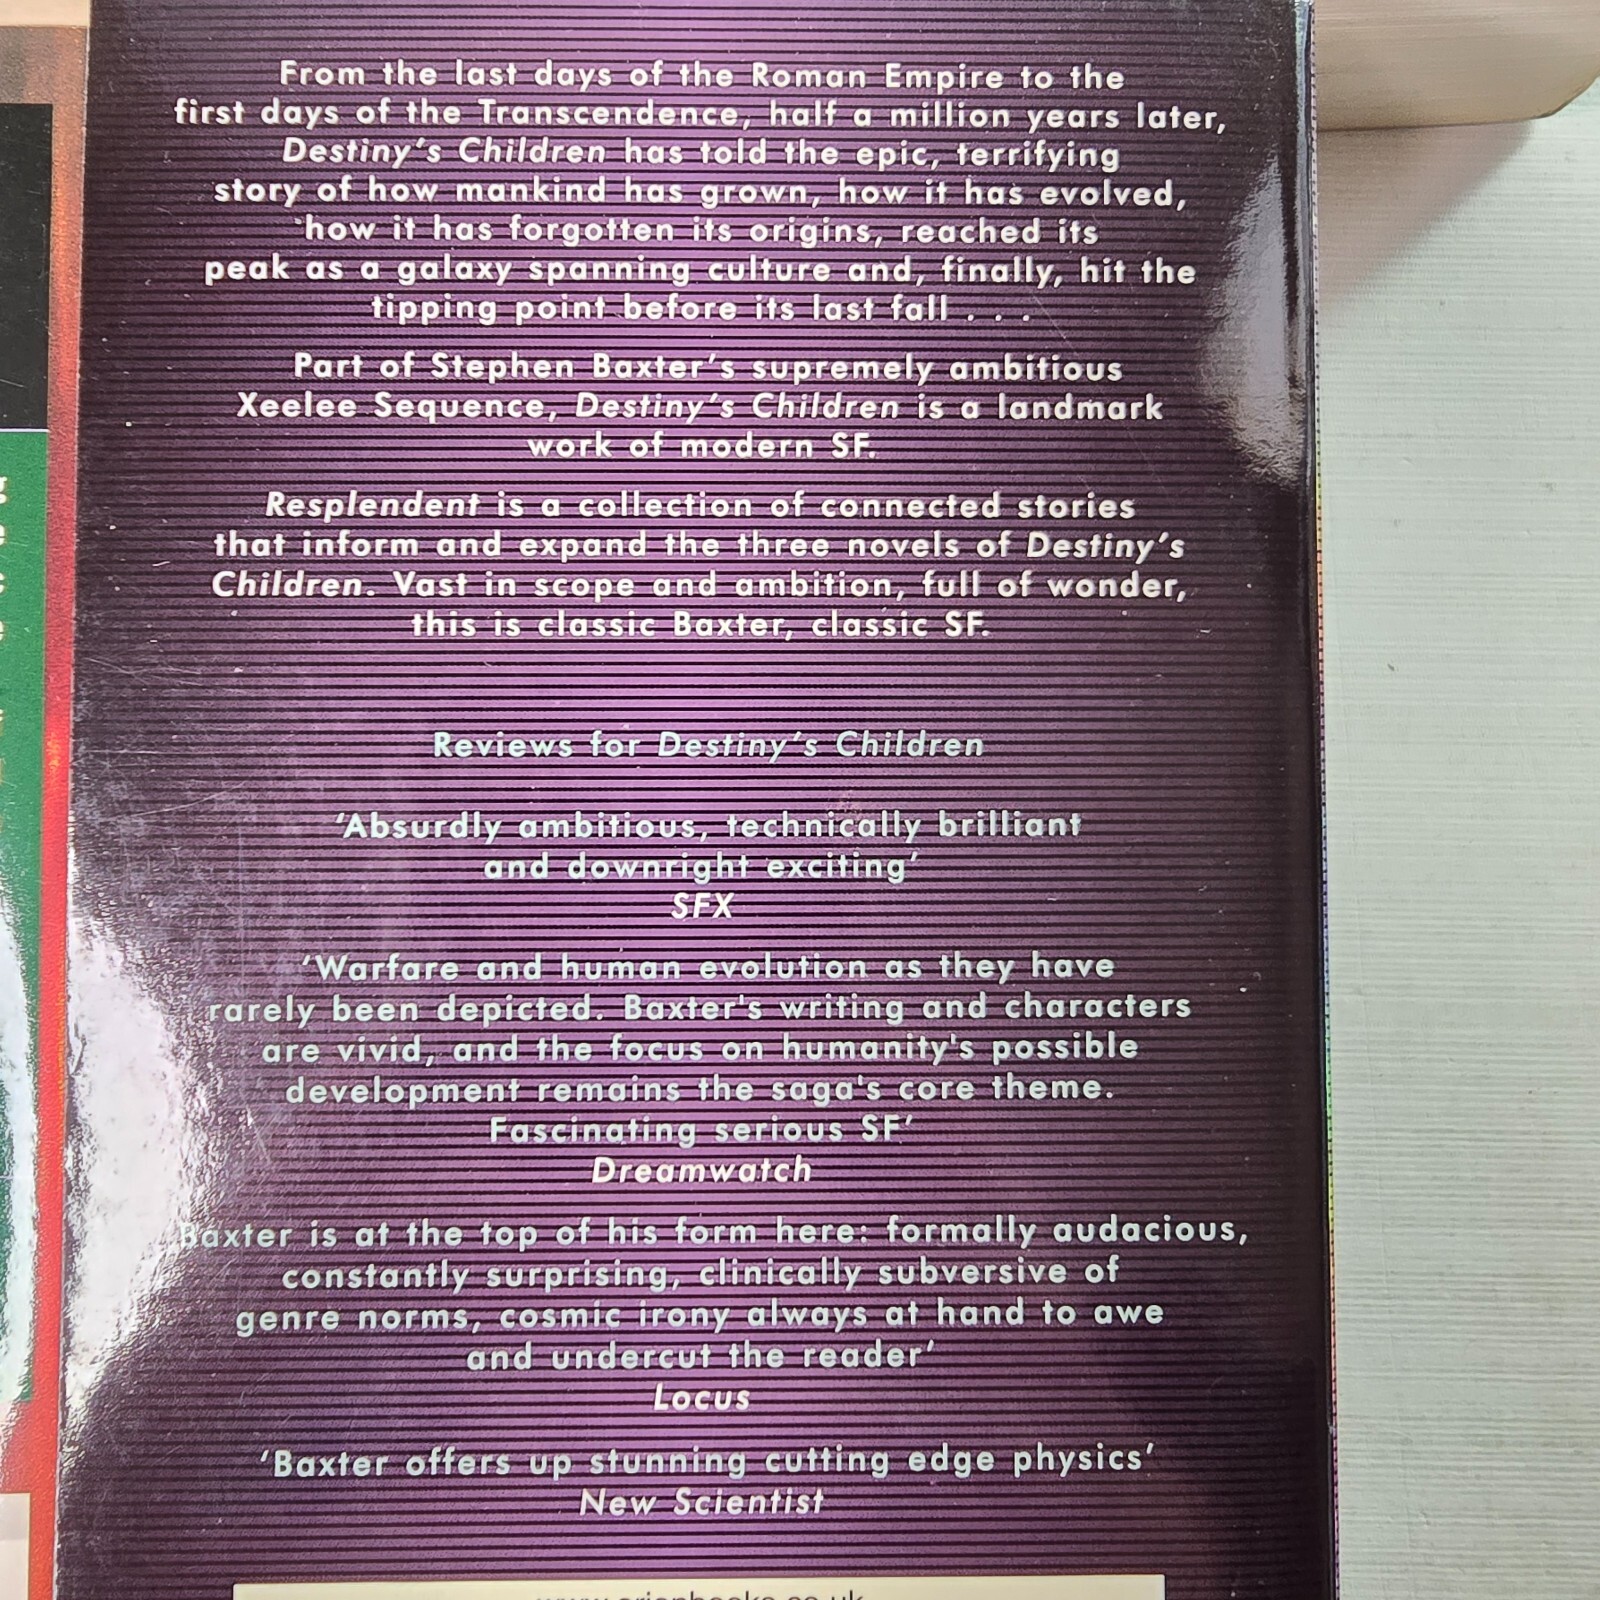 From the last days of the Roman Empire to the
first days of the Transcendence, half a million years later,
Destiny's Children has told the epic, terrifying
story of how mankind has grown, how it has evolved,
how it has forgotten its origins, reached its
peak as a galaxy spanning culture and, finally, hit the
tipping point before its last fall . . .
Part of Stephen Baxter's supremely ambitious
Xeelee Sequence, Destiny's Children is a landmark
work of modern SF.
Resplendent is a collection of connected stories
that inform and expand the three novels of Destiny's
Children. Vast in scope and ambition, full of wonder,
this is classic Baxter, classic SF.
Reviews for Destiny's Children
'Absurdly ambitious, technically brilliant
and downright exciting'
SFX
'Warfare and human evolution as they have
rarely been depicted. Baxter's writing and characters
are vivid, and the focus on humanity's possible
development remains the saga's core theme.
Fascinating serious SF'
Dreamwatch
Baxter is at the top of his form here: formally audacious,
constantly surprising, clinically subversive of
genre norms, cosmic irony always at hand to awe
and undercut the reader'
Locus
'Baxter offers up stunning cutting edge physics'
New Scientist
www.orionbooks.co.uk